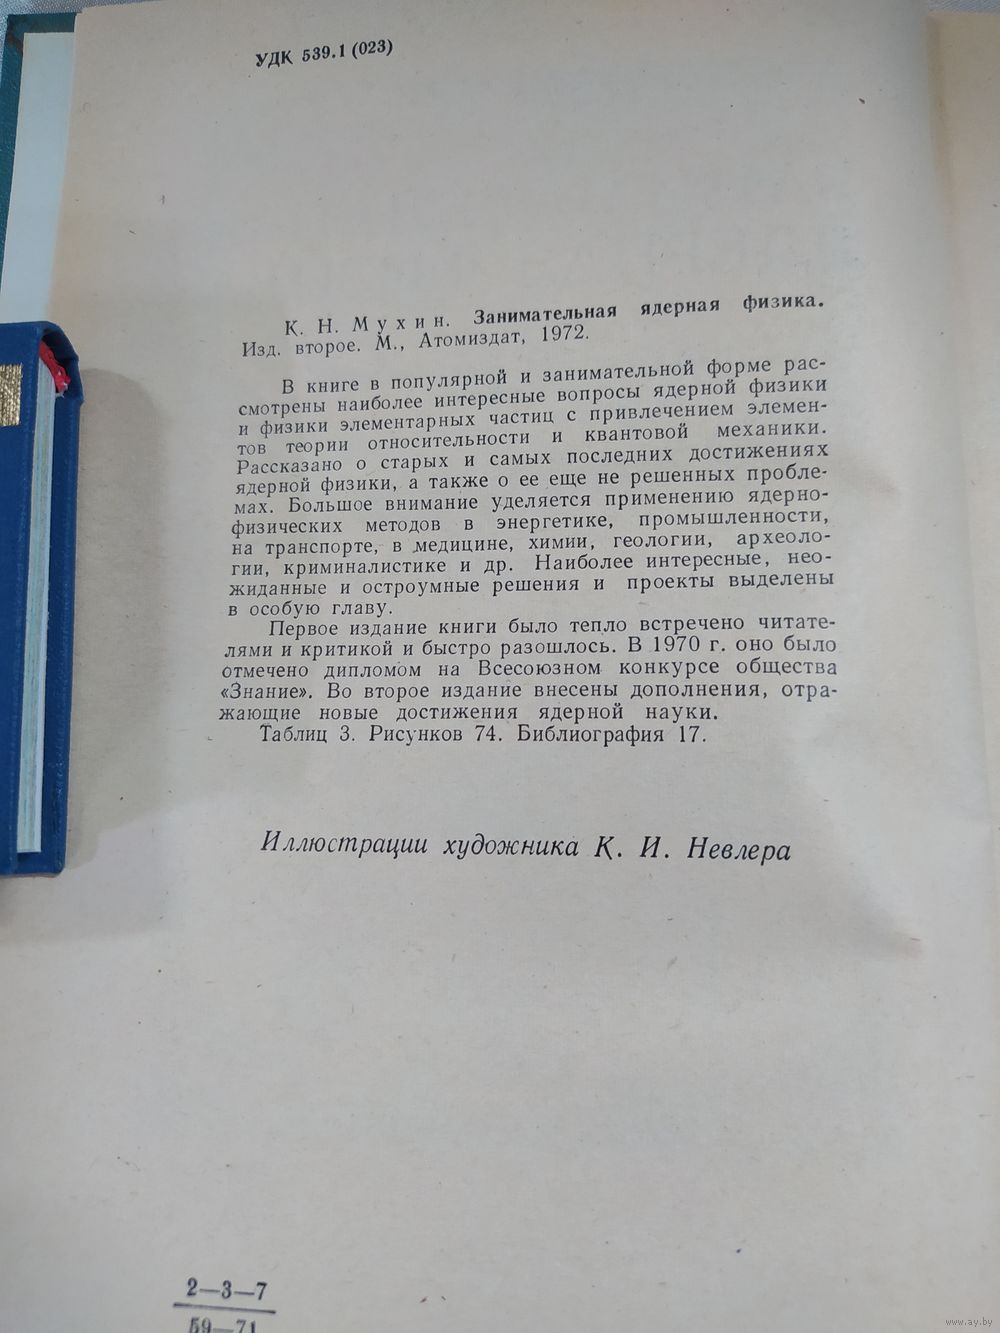 УДК 539.1 (023)
К. Н. Мухин. Занимательная ядерная физика.
Изд. второе. М., Атомиздат, 1972.
В книге в популярной и занимательной форме рас-
смотрены наиболее интересные вопросы ядерной физики
и физики элементарных частиц с привлечением элемен-
тов теории относительности и квантовой механики.
Рассказано о старых и самых последних достижениях
ядерной физики, а также о ее еще не решенных пробле-
мах. Большое внимание уделяется применению ядерно-
физических методов в энергетике, промышленности,
на транспорте, в медицине, химии, геологии, археоло-
гии, криминалистике и др. Наиболее интересные, нео-
жиданные и остроумные решения и проекты выделены
в особую главу.
Первое издание книги было тепло встречено читате-
лями и критикой и быстро разошлось. В 1970 г. оно было
отмечено дипломом на Всесоюзном конкурсе общества
«Знание». Во второе издание внесены дополнения, отра-
жающие новые достижения ядерной науки.
Таблиц 3. Рисунков 74. Библиография 17.
Иллюстрации художника К. И. Невлера
2—3—7
59—71
www.ay.by